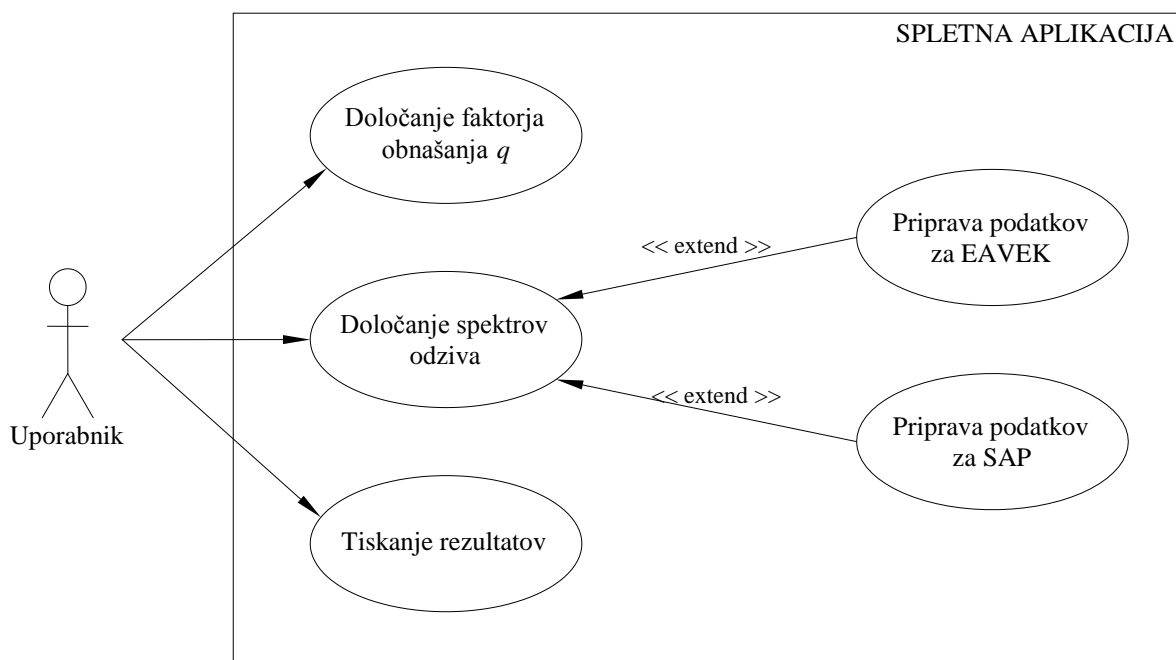 SPLETNA APLIKACIJA
Določanje faktorja
obnašanja q
Priprava podatkov
za EAVEK
<< extend >>
Določanje spektrov
odziva
<< extend >>
Uporabnik
Priprava podatkov
za SAP
Tiskanje rezultatov